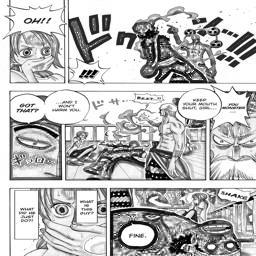 OH!!
!!!
YOU
MONSTER
KEEP
YOUR MOUTH
SHUT, GIRL...
...AND I
WON'T
HARM YOU.
GOT
THAT?
SHAKE
FINE.
WHAT
IS THIS
GUY?
WHAT
DID HE
JUST
DO?!